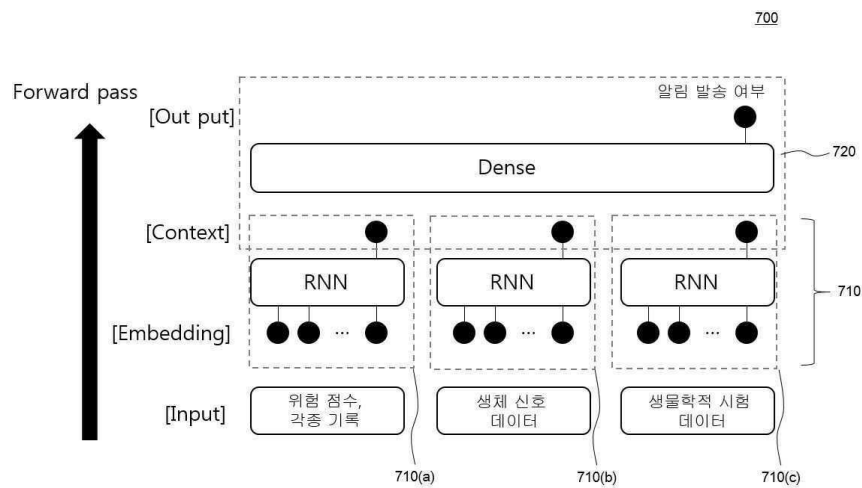 700
Forward pass
[Out put]
알림 발송 여부
Dense
720
[Context]
RNN
RNN
RNN
710
[Embedding]
...
...
...
[Input]
위험 점수,
각종 기록
생체 신호
데이터
생물학적 시험
데이터
710(a)
710(b)
710(c)